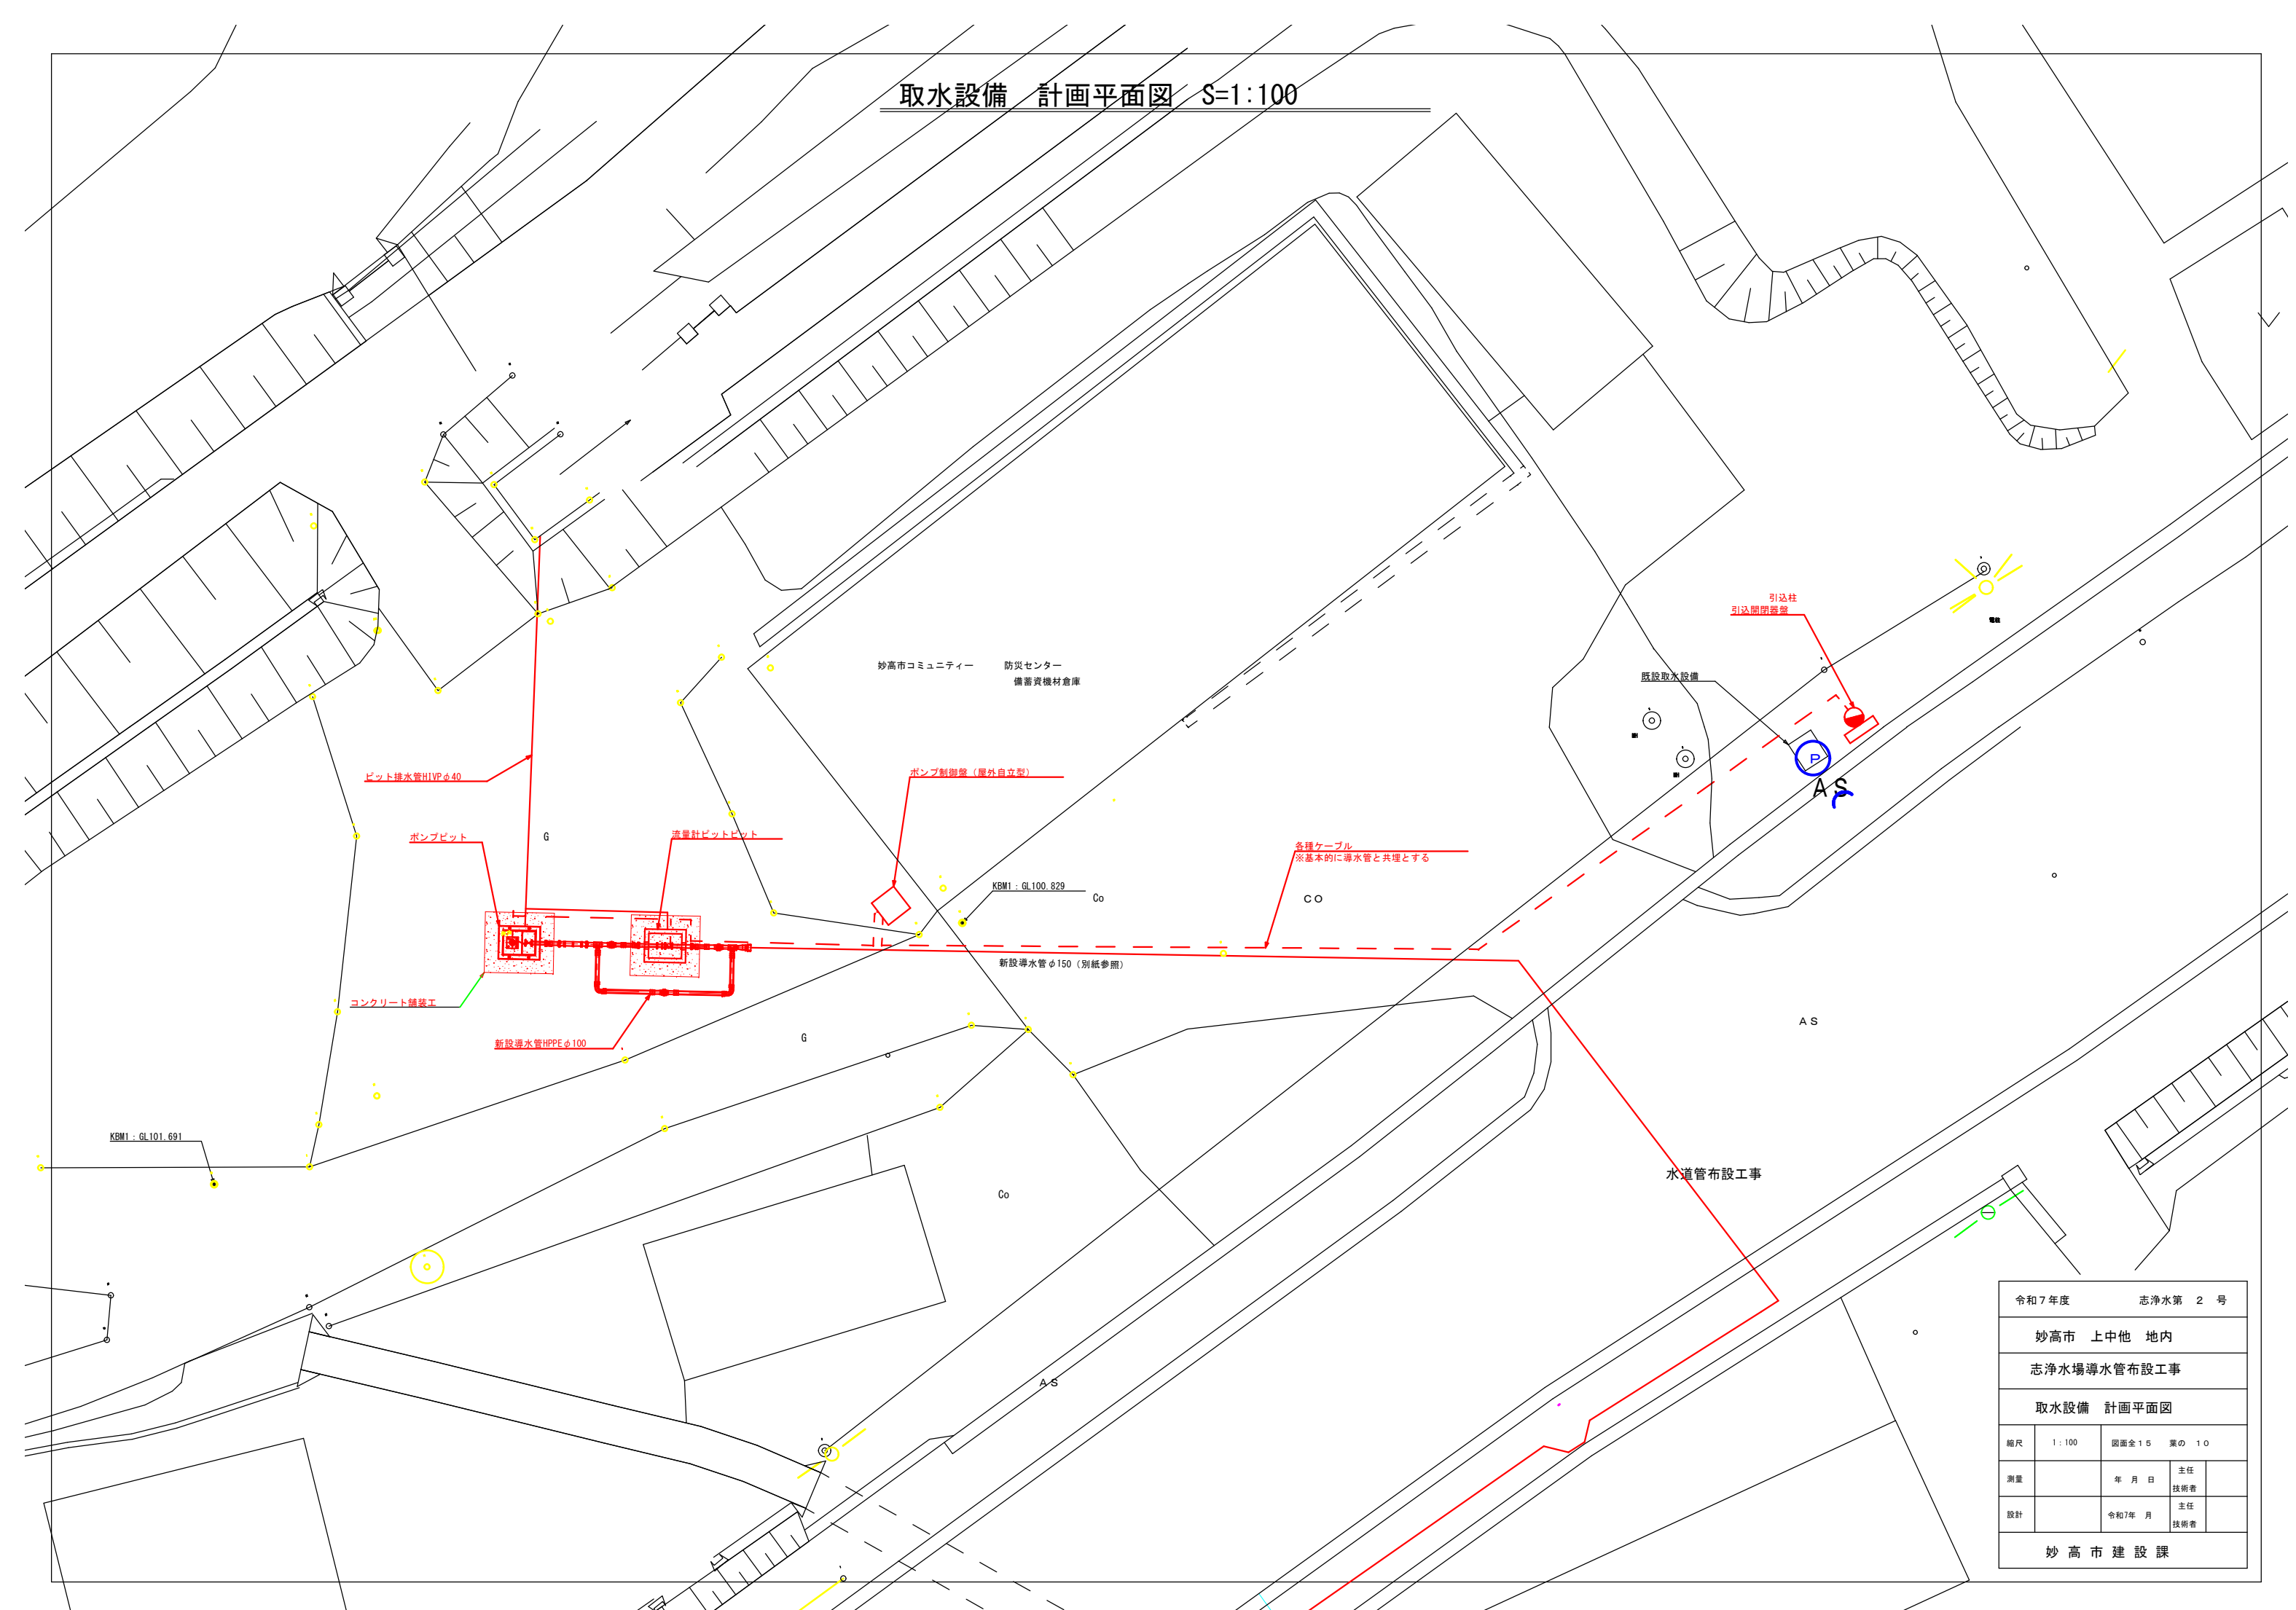 取水設備　計画平面図　S=1:100
引込柱
引込開閉器盤
妙高市コミュニティー　　　防災センター
備蓄資機材倉庫
既設取水設備
P
AS
ピット排水管HIVPφ40
ポンプ制御盤（屋外自立型）
ポンプピット
G
流量計ピットピット
各種ケーブル
※基本的に導水管と共埋とする
KBM1：GL100.829
Co
CO
新設導水管φ150（別紙参照）
コンクリート舗装工
新設導水管HPPEφ100
G
AS
KBM1：GL101.691
Co
水道管布設工事
AS
電柱
令和７年度　　　志浄水第　２　号
妙高市　上中他　地内
志浄水場導水管布設工事
取水設備　計画平面図
縮尺　1：100　図面全１５　葉の　１０
測量　年　月　日　主任技術者
設計　令和7年　月　主任技術者
妙高市建設課